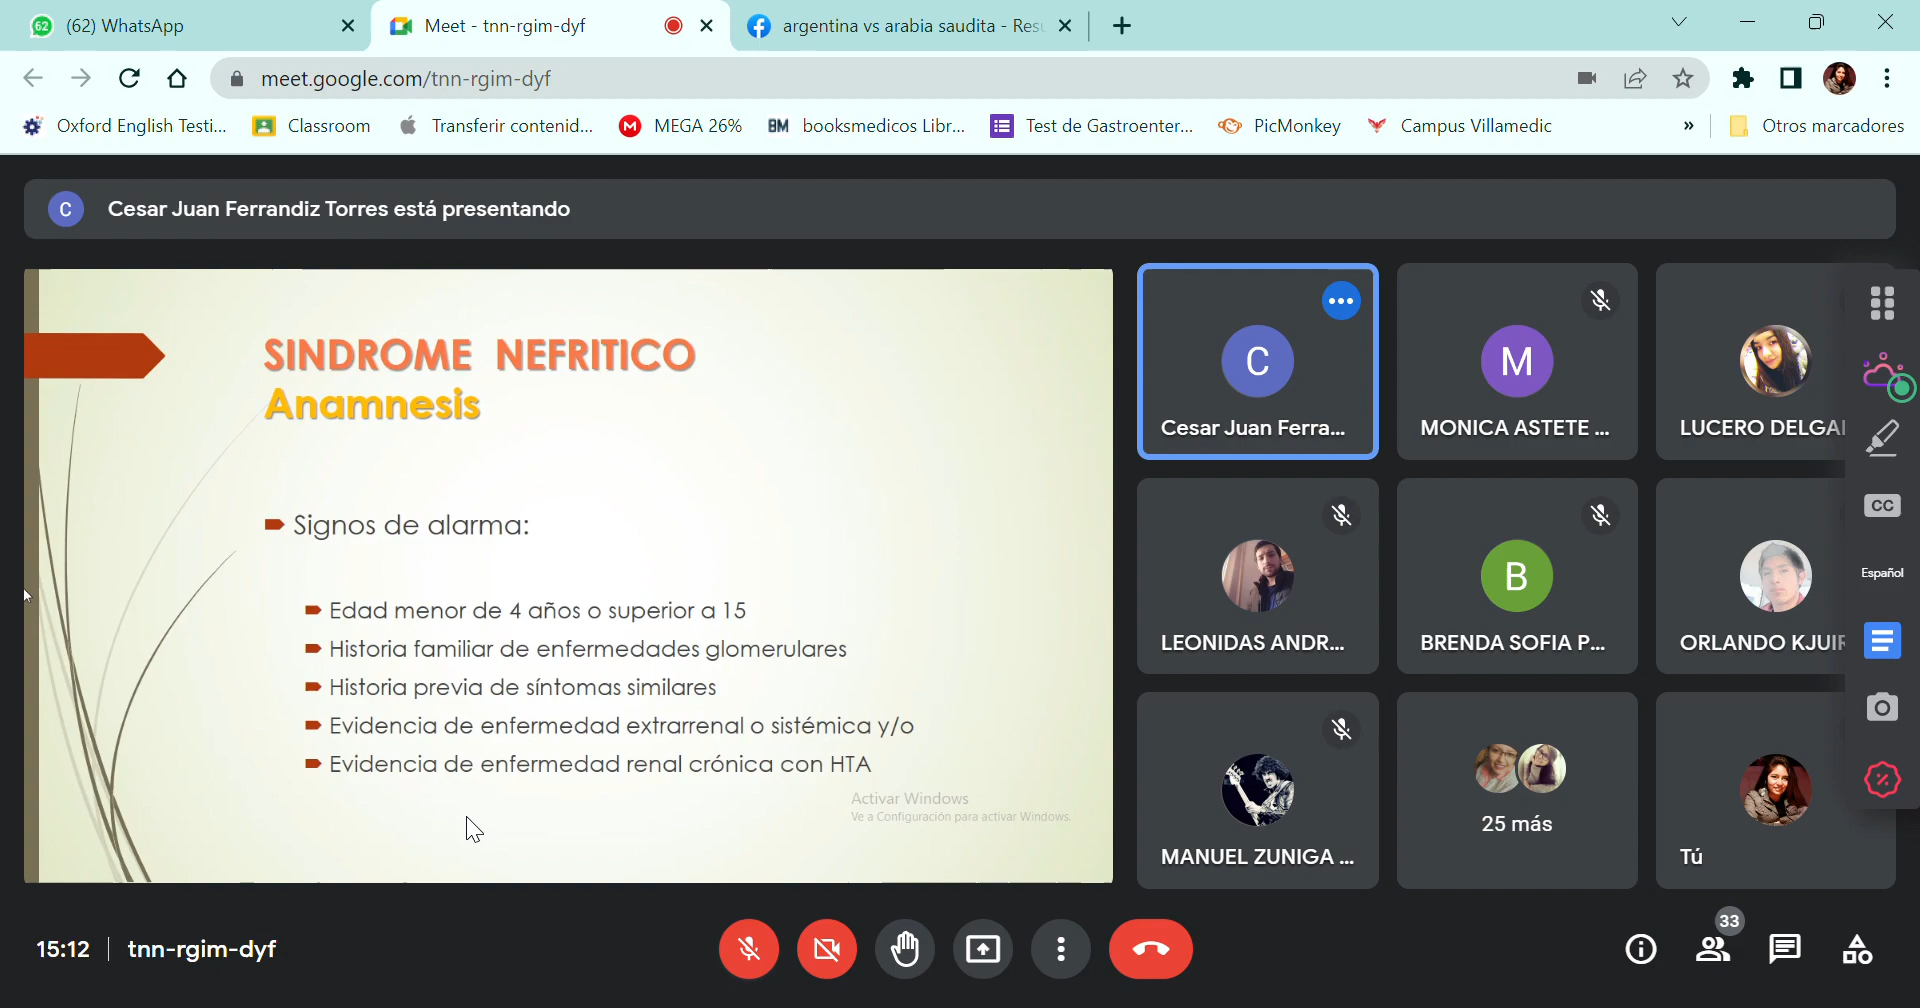 62
(62) WhatsApp
Meet - tnn-rgim-dyf
argentina vs arabia saudita - Resu
meet.google.com/tnn-rgim-dyf
Oxford English Testi...
Classroom
Transferir contenid...
M
MEGA 26%
BM
booksmedicos Libr...
Test de Gastroenter...
PicMonkey
Campus Villamedic
»
Otros marcadores
C
Cesar Juan Ferrandiz Torres está presentando
SINDROME NEFRITICO
Anamnesis
Signos de alarma:
Edad menor de 4 años o superior a 15
Historia familiar de enfermedades glomerulares
Historia previa de síntomas similares
Evidencia de enfermedad extrarrenal o sistémica y/o
Evidencia de enfermedad renal crónica con HTA
Activar Windows
Ve a Configuración para activar Windows.
C
Cesar Juan Ferra...
M
MONICA ASTETE ...
LUCERO DELGA
LEONIDAS ANDR...
B
BRENDA SOFIA P...
ORLANDO KJUIR
MANUEL ZUNIGA ...
25 más
Tú
CC
Español
15:12
tnn-rgim-dyf
33